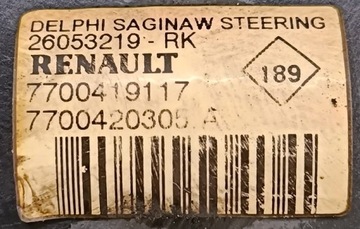 DELPHI SAGINAW STEERING
26053219 - RK
RENAULT
189
7700419117
7700420305 A